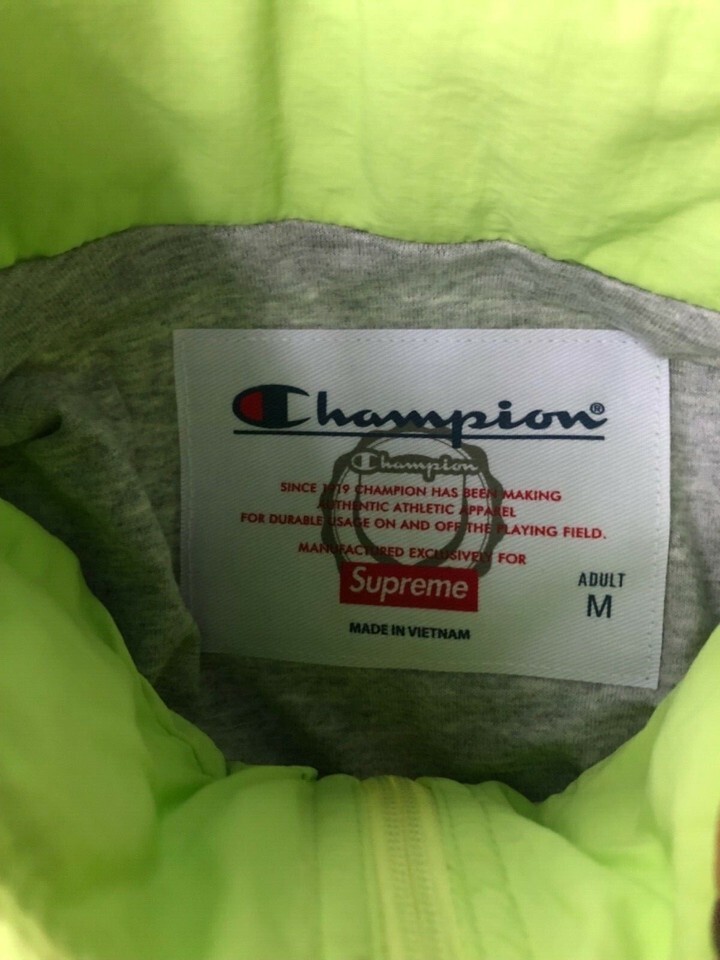 Champion®
Champion
SINCE 1919 CHAMPION HAS BEEN MAKING
AUTHENTIC ATHLETIC APPAREL
FOR DURABLE USAGE ON AND OFF THE PLAYING FIELD.
MANUFACTURED EXCLUSIVELY FOR
Supreme
ADULT
M
MADE IN VIETNAM